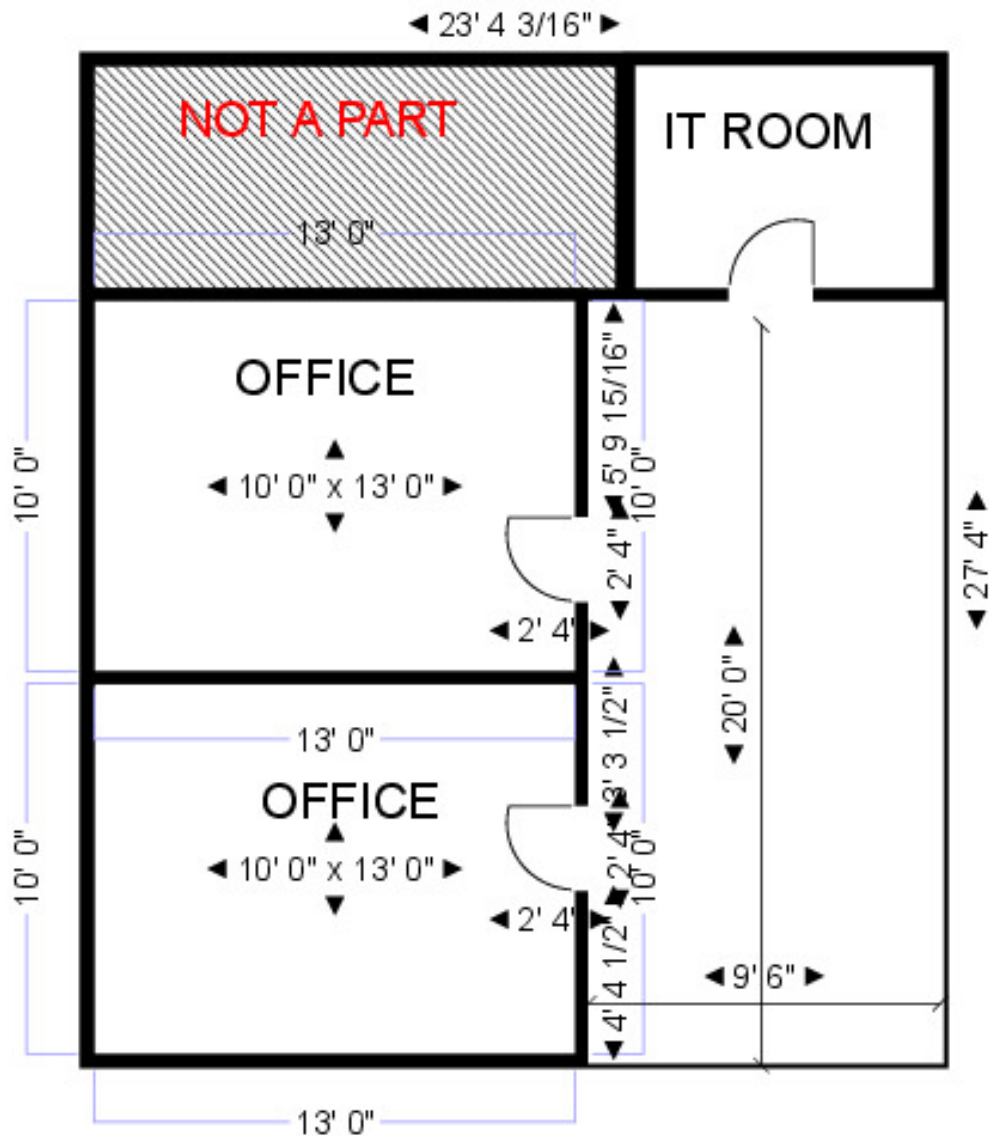 23' 4 3/16"
NOT A PART
IT ROOM
13' 0"
OFFICE
10' 0" x 13' 0"
10' 0"
5' 9 15/16"
10' 0"
2' 4"
2' 4"
27' 4"
20' 0"
3' 3 1/2"
13' 0"
OFFICE
10' 0" x 13' 0"
10' 0"
2' 4
10' 0"
2' 4'
4' 4 1/2"
9' 6"
13' 0"